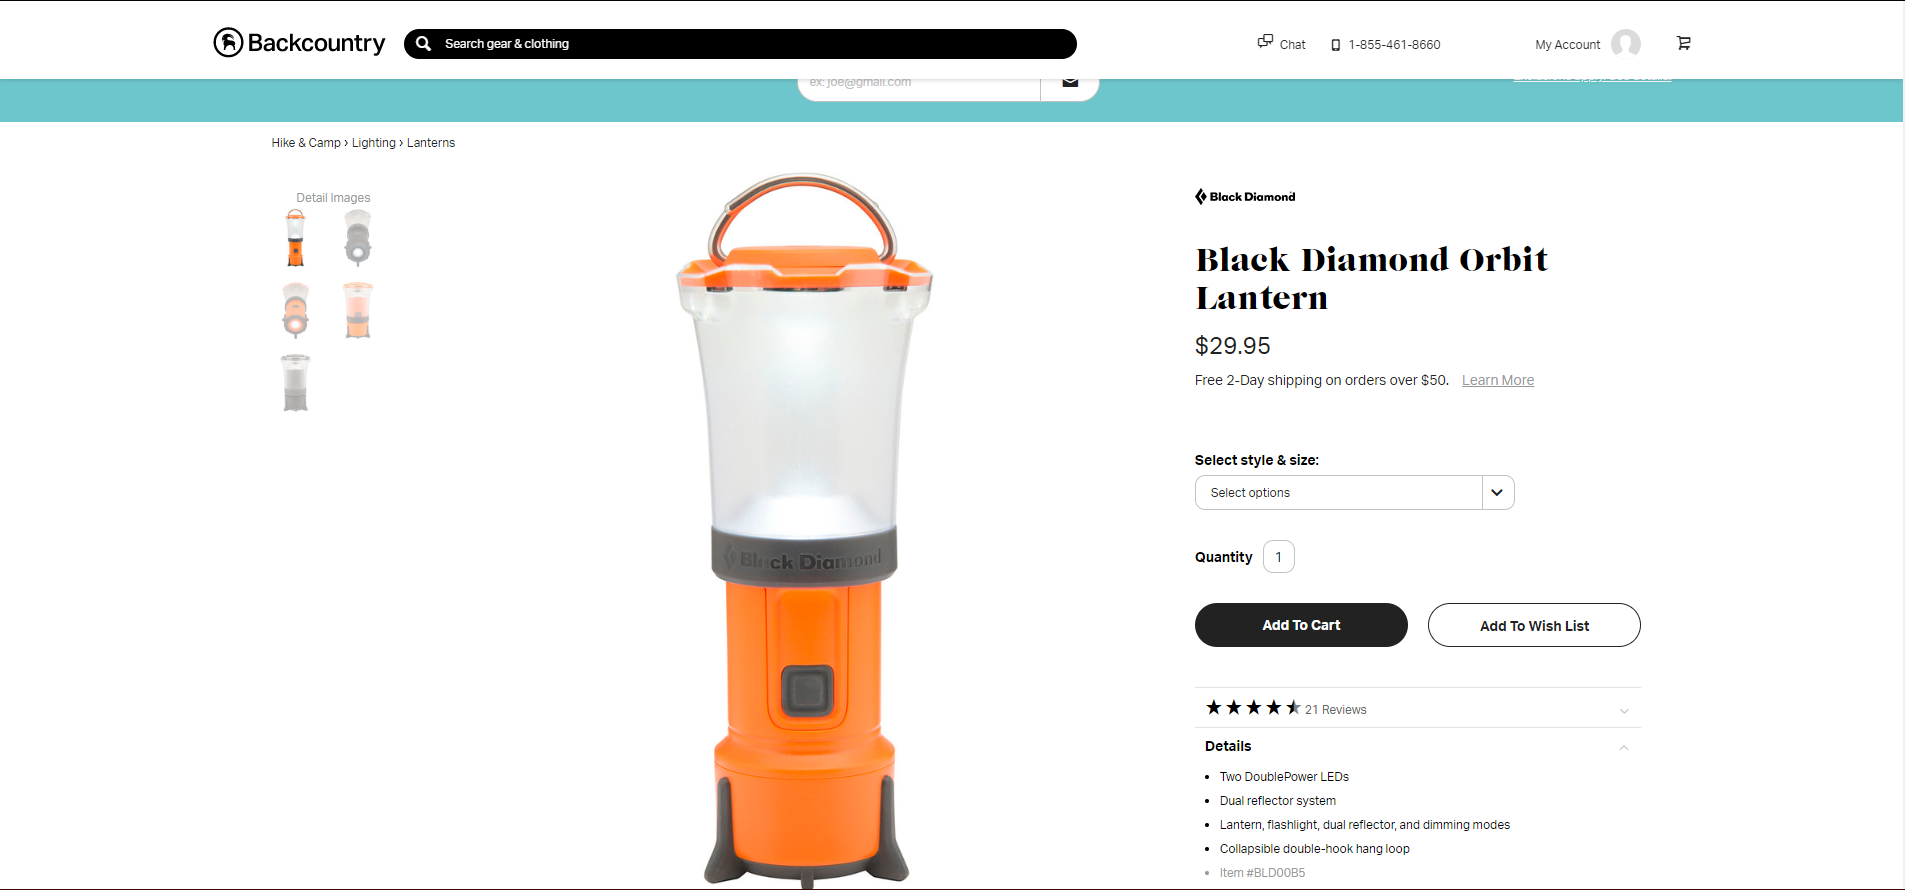 Backcountry
Search gear & clothing
Chat
1-855-461-8660
My Account
ex: joe@gmail.com
Hike & Camp › Lighting › Lanterns
Detail Images
Black Diamond
Black Diamond
Black Diamond Orbit
Lantern
$29.95
Free 2-Day shipping on orders over $50. Learn More
Select style & size:
Select options
Quantity 1
Add To Cart
Add To Wish List
21 Reviews
Details
• Two DoublePower LEDs
• Dual reflector system
• Lantern, flashlight, dual reflector, and dimming modes
• Collapsible double-hook hang loop
• Item #BLD00B5